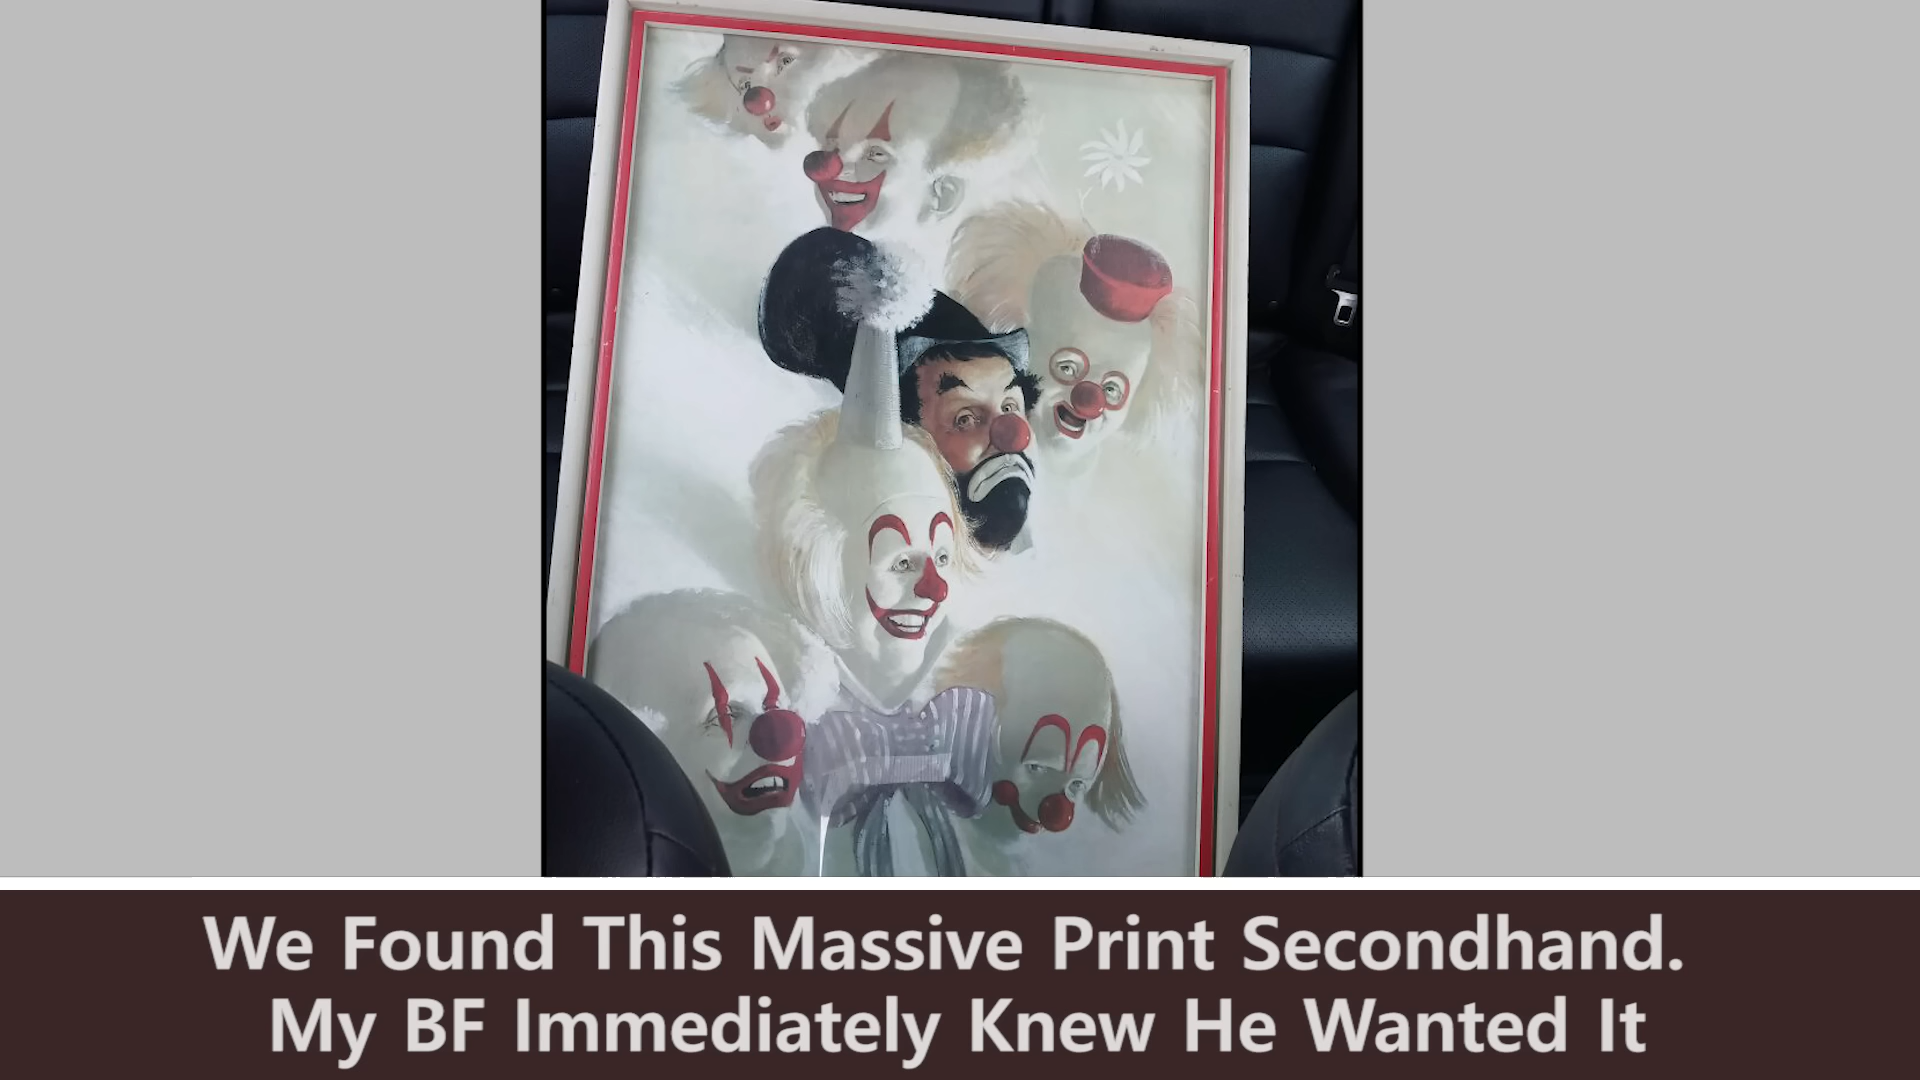 We Found This Massive Print Secondhand.
My BF Immediately Knew He Wanted It